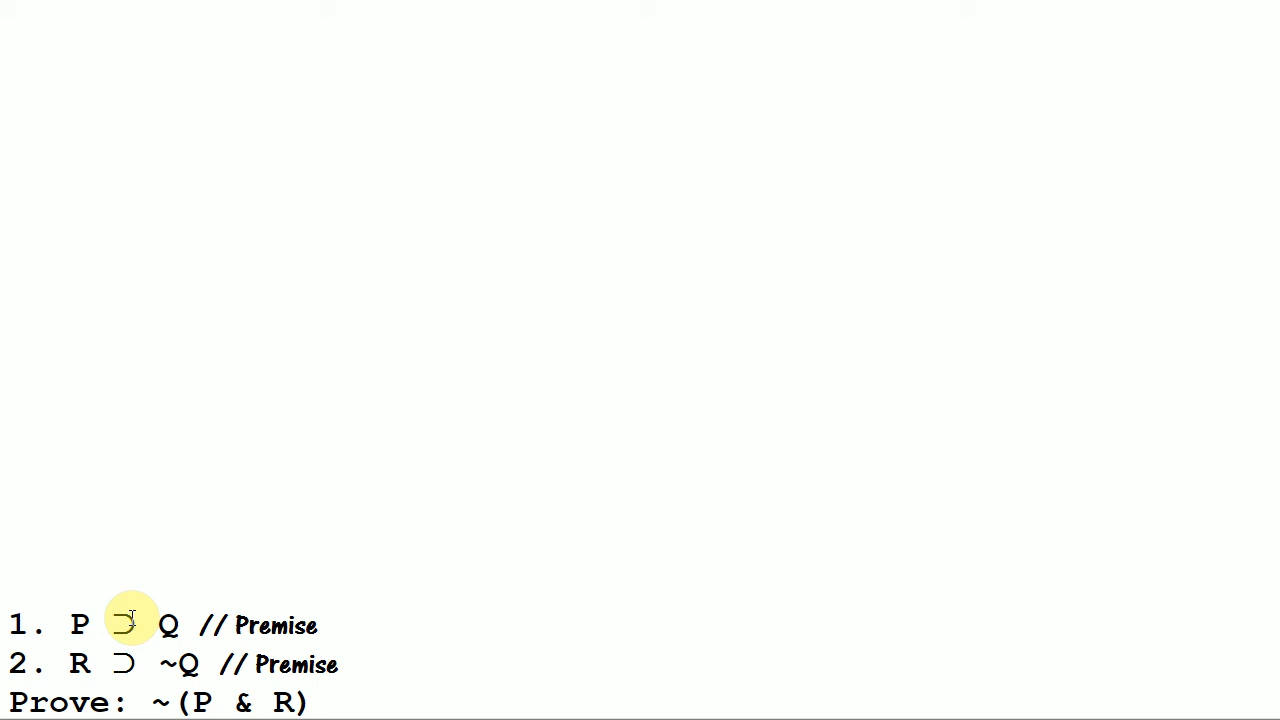 1. P ⊃ Q // Premise
2. R ⊃ ~Q // Premise
Prove: ~(P & R)